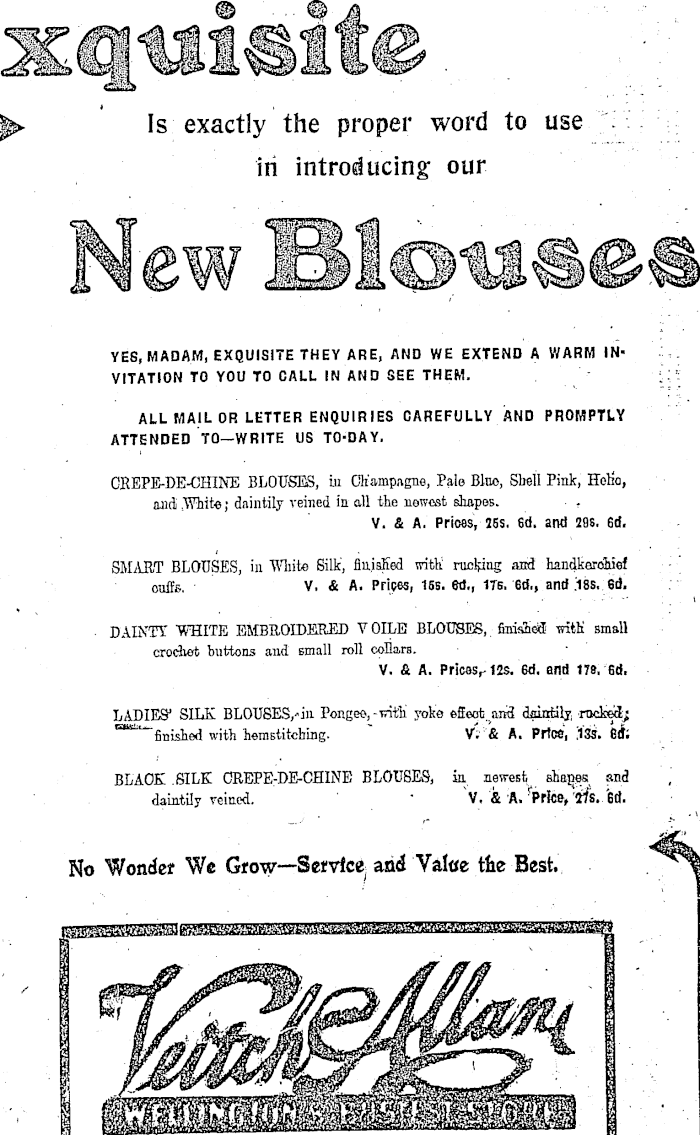 xquisite
Is exactly the proper word to use
in introducing our
New Blouses
YES, MADAM, EXQUISITE THEY ARE, AND WE EXTEND A WARM IN-
VITATION TO YOU TO CALL IN AND SEE THEM.
ALL MAIL OR LETTER ENQUIRIES CAREFULLY AND PROMPTLY
ATTENDED TO—WRITE US TO-DAY.
CREPE-DE-CHINE BLOUSES, in Champagne, Pale Blue, Shell Pink, Helio,
and White; daintily veined in all the newest shapes.
V. & A. Prices, 25s. 6d. and 29s. 6d.
SMART BLOUSES, in White Silk, finished with rucking and handkerchief
cuffs. V. & A. Prices, 15s. 6d., 17s. 6d., and 18s. 6d.
DAINTY WHITE EMBROIDERED VOILE BLOUSES, finished with small
crochet buttons and small roll collars.
V. & A. Prices, 12s. 6d. and 17s. 6d.
LADIES' SILK BLOUSES, in Pongee, with yoke effect and daintily rucked;
finished with hemstitching. V. & A. Price, 13s. 6d.
BLACK SILK CREPE-DE-CHINE BLOUSES, in newest shapes and
daintily veined. V. & A. Price, 27s. 6d.
No Wonder We Grow—Service and Value the Best.
Veitch & Allan
WELLINGTON'S BUSIEST STORE